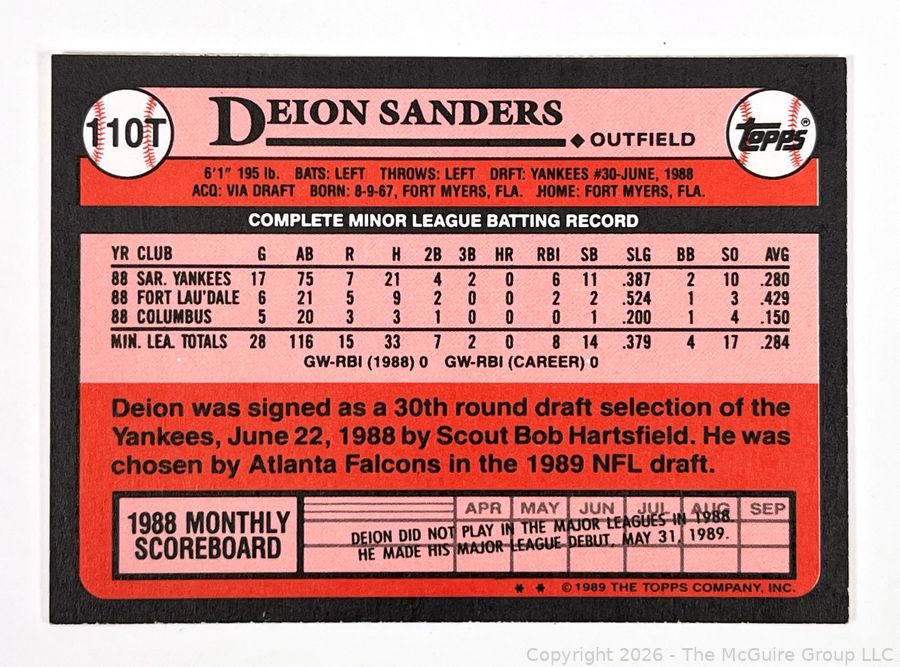 110T
DEION SANDERS
◆ OUTFIELD
Topps®
6'1" 195 lb. BATS: LEFT THROWS: LEFT DRFT: YANKEES #30-JUNE, 1988
ACQ: VIA DRAFT BORN: 8-9-67, FORT MYERS, FLA. HOME: FORT MYERS, FLA.
COMPLETE MINOR LEAGUE BATTING RECORD
YR CLUB G AB R H 2B 3B HR RBI SB SLG BB SO AVG
88 SAR. YANKEES 17 75 7 21 4 2 0 6 11 .387 2 10 .280
88 FORT LAU'DALE 6 21 5 9 2 0 0 2 2 .524 1 3 .429
88 COLUMBUS 5 20 3 3 1 0 0 0 1 .200 1 4 .150
MIN. LEA. TOTALS 28 116 15 33 7 2 0 8 14 .379 4 17 .284
GW-RBI (1988) 0 GW-RBI (CAREER) 0
Deion was signed as a 30th round draft selection of the
Yankees, June 22, 1988 by Scout Bob Hartsfield. He was
chosen by Atlanta Falcons in the 1989 NFL draft.
1988 MONTHLY
SCOREBOARD
APR MAY JUN JUL AUG SEP
DEION DID NOT PLAY IN THE MAJOR LEAGUES IN 1988.
HE MADE HIS MAJOR LEAGUE DEBUT, MAY 31, 1989.
* * © 1989 THE TOPPS COMPANY, INC.
Copyright 2026 - The McGuire Group LLC